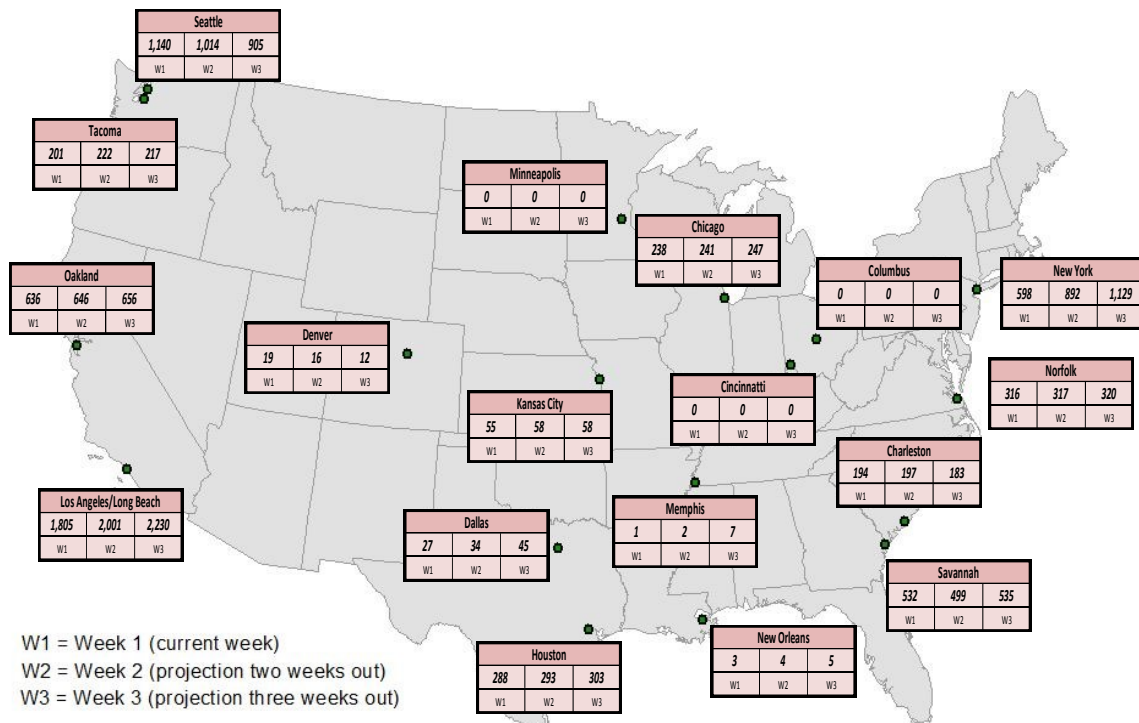 Seattle
1,140 1,014 905
W1 W2 W3
Tacoma
201 222 217
W1 W2 W3
Minneapolis
0 0 0
W1 W2 W3
Chicago
238 241 247
W1 W2 W3
Oakland
636 646 656
W1 W2 W3
Columbus
0 0 0
W1 W2 W3
New York
598 892 1,129
W1 W2 W3
Denver
19 16 12
W1 W2 W3
Norfolk
316 317 320
W1 W2 W3
Cincinnatti
0 0 0
W1 W2 W3
Kansas City
55 58 58
W1 W2 W3
Charleston
194 197 183
W1 W2 W3
Los Angeles/Long Beach
1,805 2,001 2,230
W1 W2 W3
Memphis
1 2 7
W1 W2 W3
Dallas
27 34 45
W1 W2 W3
Savannah
532 499 535
W1 W2 W3
New Orleans
3 4 5
W1 W2 W3
Houston
288 293 303
W1 W2 W3
W1 = Week 1 (current week)
W2 = Week 2 (projection two weeks out)
W3 = Week 3 (projection three weeks out)